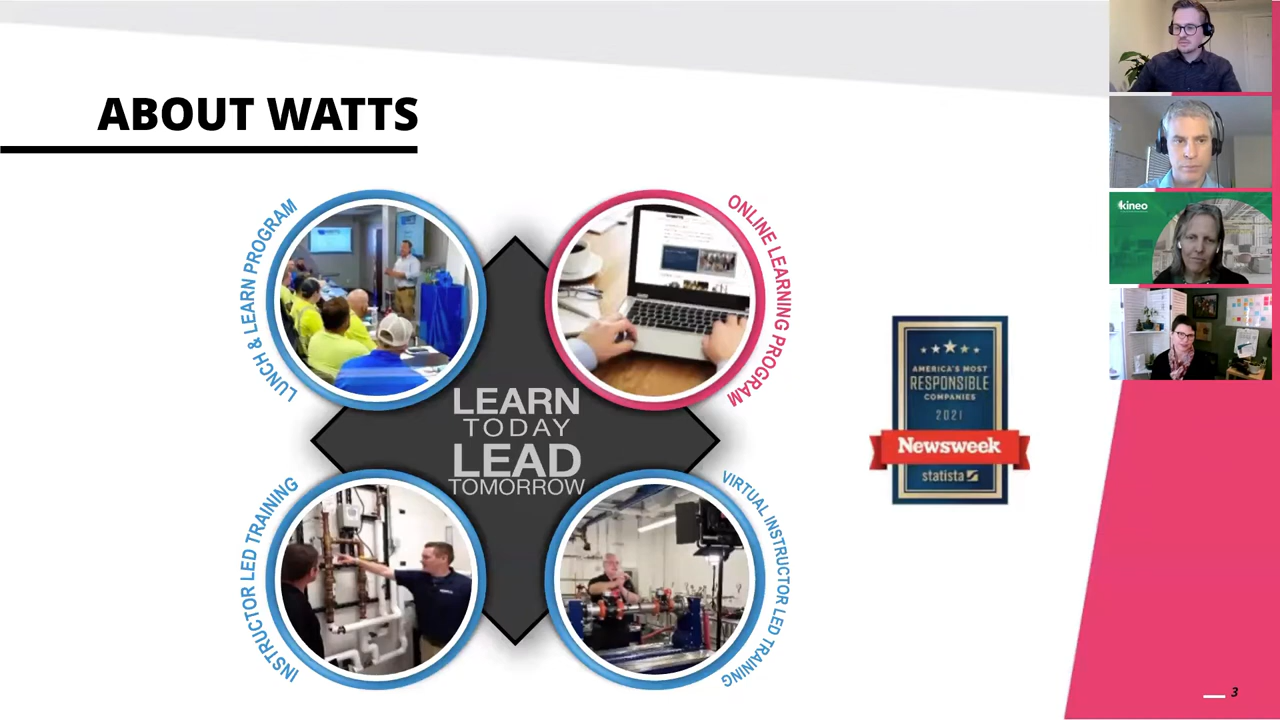 ABOUT WATTS
LUNCH & LEARN PROGRAM
ONLINE LEARNING PROGRAM
LEARN
TODAY
LEAD
TOMORROW
INSTRUCTOR LED TRAINING
VIRTUAL INSTRUCTOR LED TRAINING
AMERICA'S MOST
RESPONSIBLE
COMPANIES
2021
Newsweek
statista
kineo
3